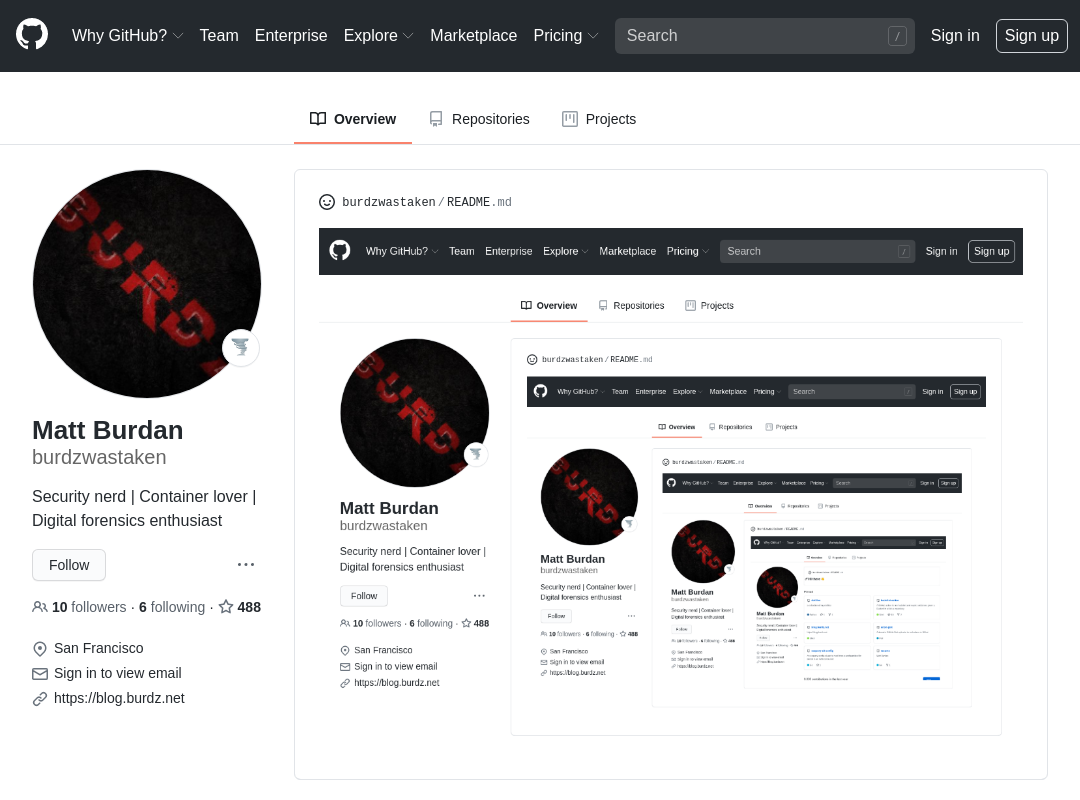 Why GitHub? Team Enterprise Explore Marketplace Pricing Search / Sign in Sign up
Overview Repositories Projects
BURDZ
Matt Burdan
burdzwastaken
Security nerd | Container lover |
Digital forensics enthusiast
Follow
10 followers · 6 following · 488
San Francisco
Sign in to view email
https://blog.burdz.net
burdzwastaken/README.md
Why GitHub? Team Enterprise Explore Marketplace Pricing Search / Sign in Sign up
Overview Repositories Projects
Matt Burdan
burdzwastaken
Security nerd | Container lover |
Digital forensics enthusiast
Follow
10 followers · 6 following · 488
San Francisco
Sign in to view email
https://blog.burdz.net
burdzwastaken/README.md
Why GitHub? Team Enterprise Explore Marketplace Pricing Search / Sign in Sign up
Overview Repositories Projects
Matt Burdan
burdzwastaken
Security nerd | Container lover |
Digital forensics enthusiast
Follow
10 followers · 6 following · 488
San Francisco
Sign in to view email
https://blog.burdz.net
burdzwastaken/README.md
Why GitHub? Team Enterprise Explore Marketplace Pricing Search Sign in Sign up
Overview Repositories Projects
Matt Burdan
burdzwastaken
Security nerd | Container lover |
Digital forensics enthusiast
Follow
10 followers · 6 following · 488
San Francisco
Sign in to view email
https://blog.burdz.net
burdzwastaken/README.md
Matt Burdan
burdzwastaken